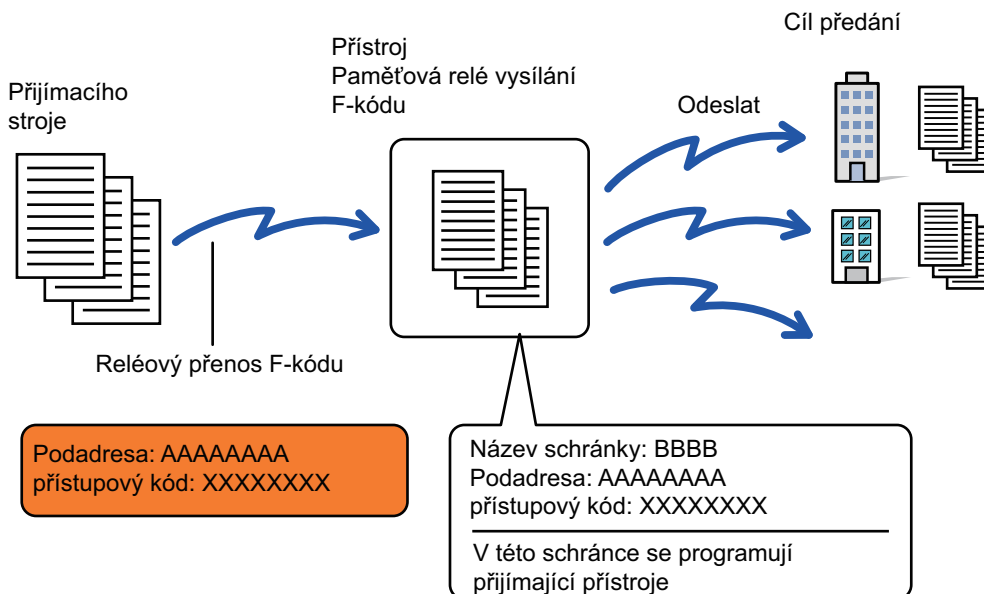 Cíl předání
Přístroj
Paměťová relé vysílání
F-kódu
Přijímacího
stroje
Odeslat
Reléový přenos F-kódu
Podadresa: AAAAAAAA
přístupový kód: XXXXXXXX
Název schránky: BBBB
Podadresa: AAAAAAAA
přístupový kód: XXXXXXXX
V této schránce se programují
přijímající přístroje